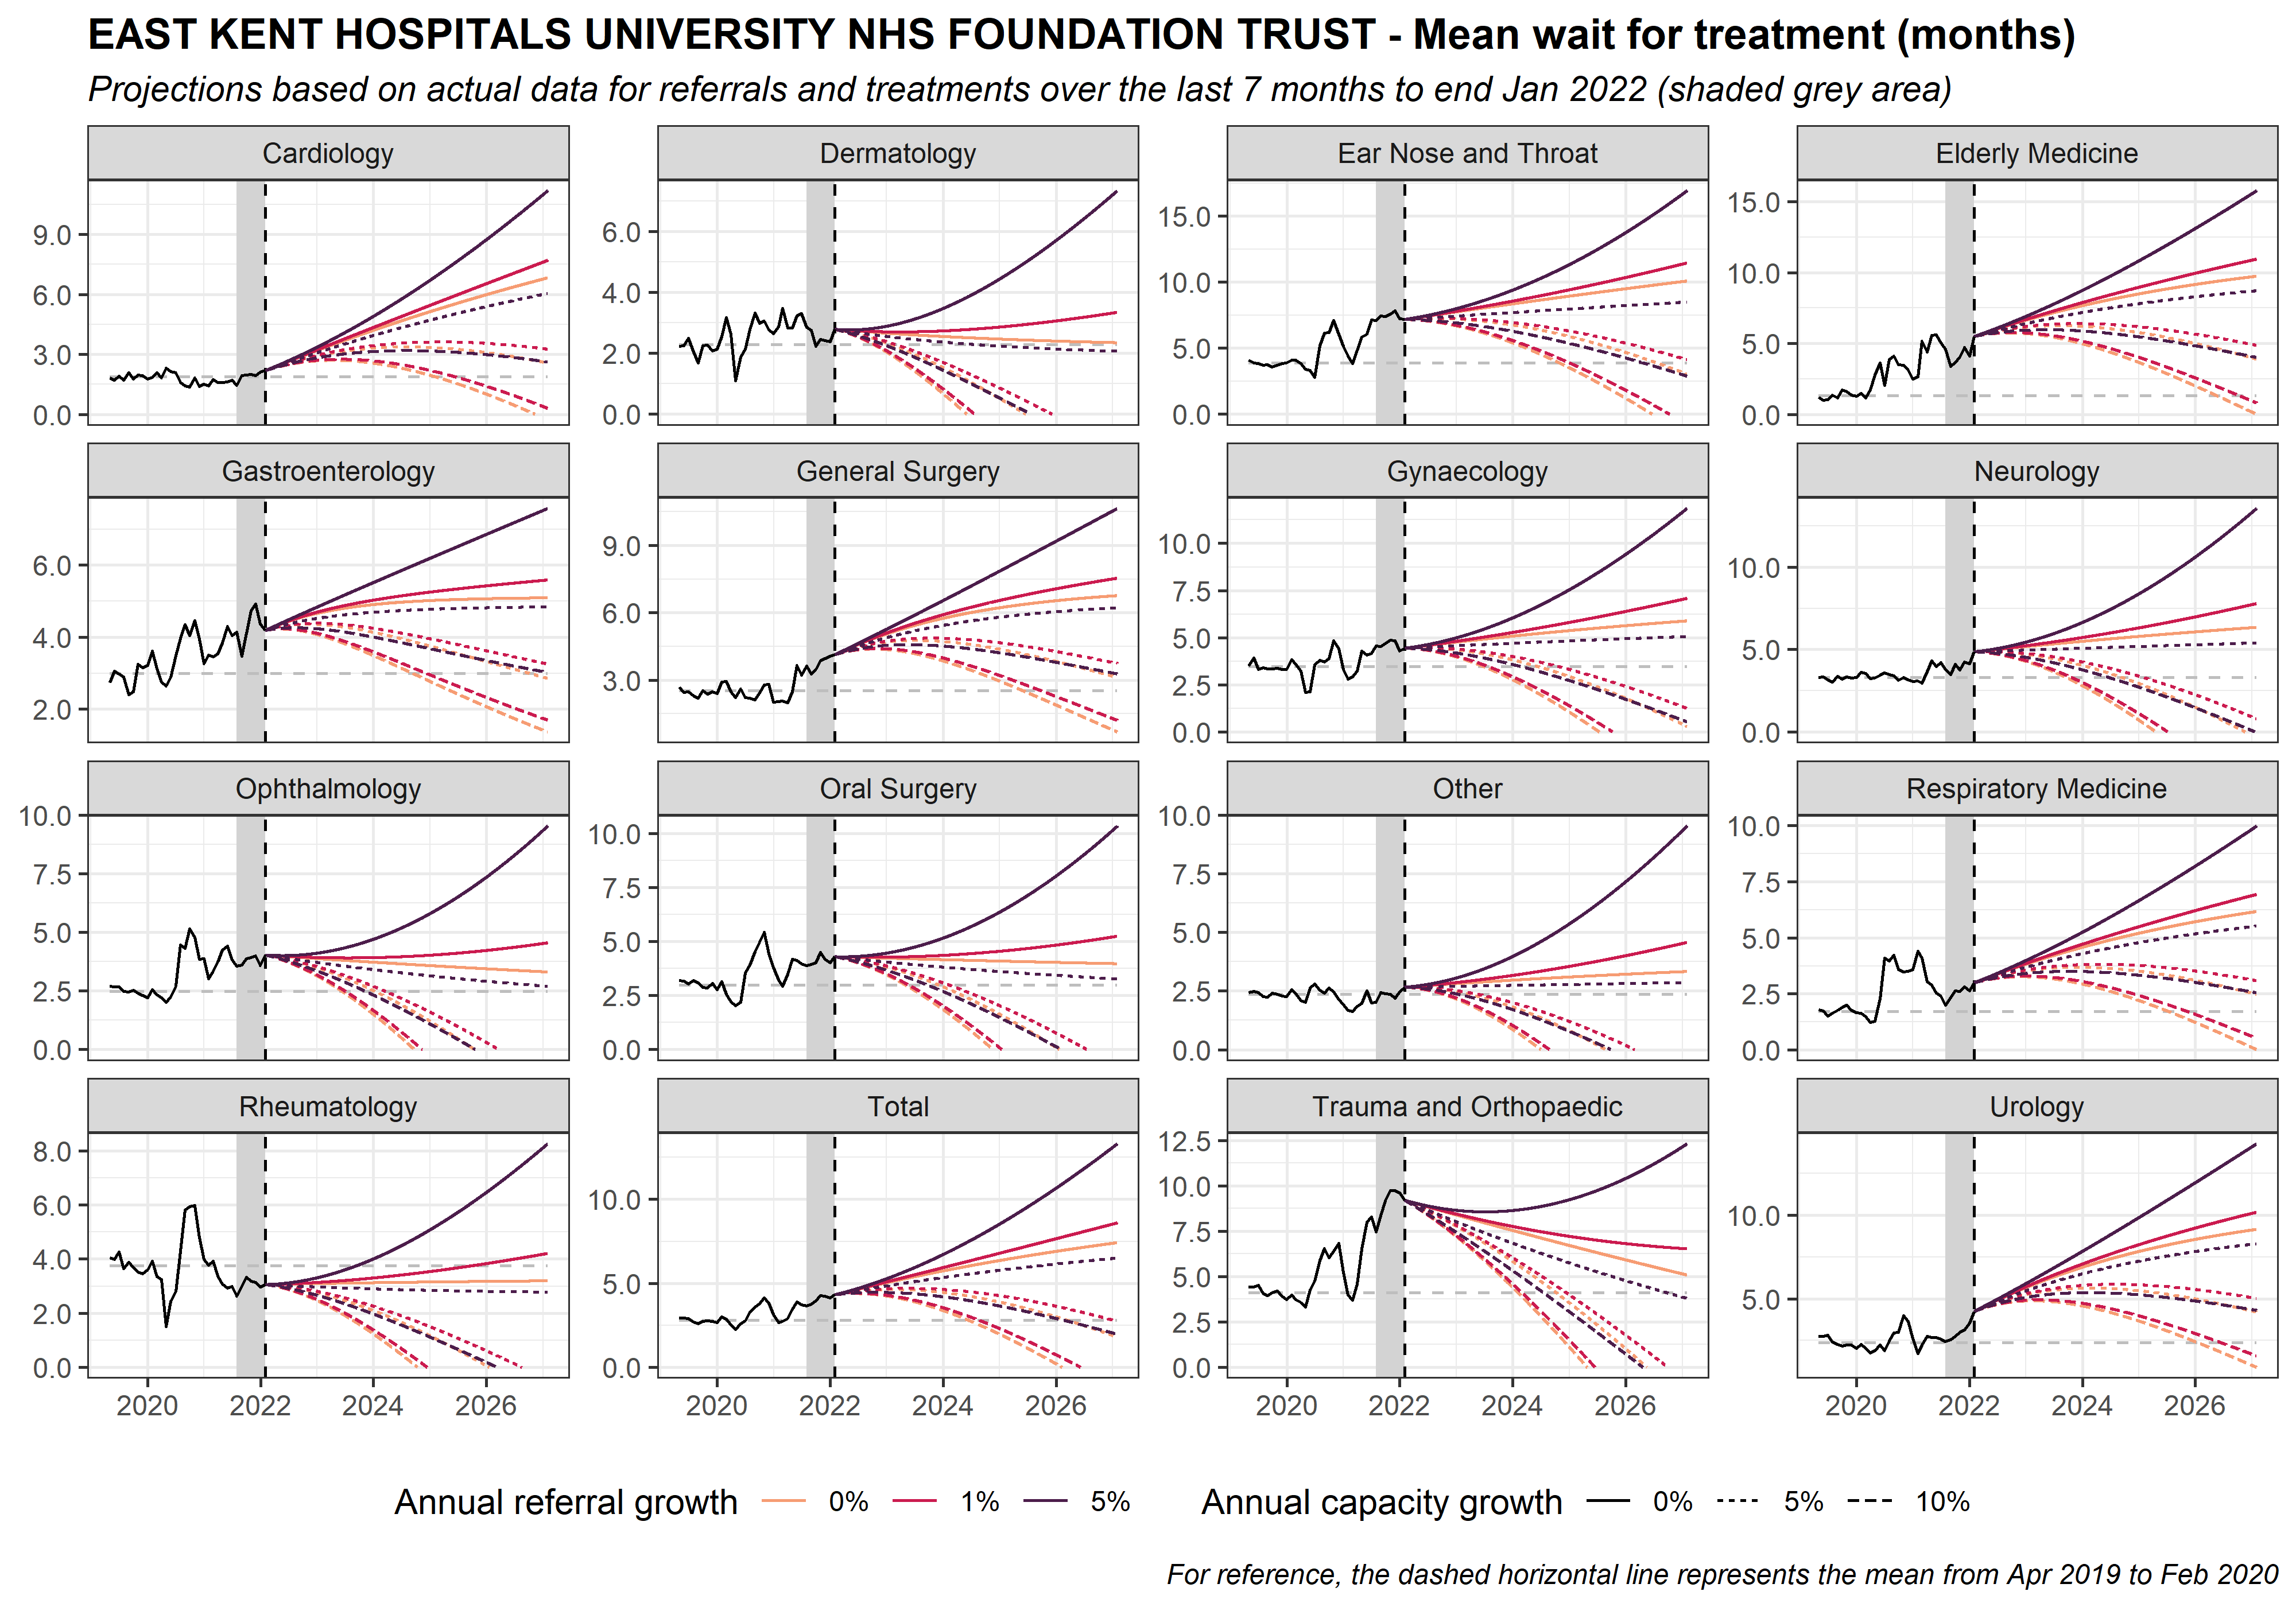 EAST KENT HOSPITALS UNIVERSITY NHS FOUNDATION TRUST - Mean wait for treatment (months)
Projections based on actual data for referrals and treatments over the last 7 months to end Jan 2022 (shaded grey area)
Cardiology
9.0
6.0
3.0
0.0
Dermatology
6.0
4.0
2.0
0.0
Ear Nose and Throat
15.0
10.0
5.0
0.0
Elderly Medicine
15.0
10.0
5.0
0.0
Gastroenterology
6.0
4.0
2.0
General Surgery
9.0
6.0
3.0
Gynaecology
10.0
7.5
5.0
2.5
0.0
Neurology
10.0
5.0
0.0
Ophthalmology
10.0
7.5
5.0
2.5
0.0
Oral Surgery
10.0
7.5
5.0
2.5
0.0
Other
10.0
7.5
5.0
2.5
0.0
Respiratory Medicine
10.0
7.5
5.0
2.5
0.0
Rheumatology
8.0
6.0
4.0
2.0
0.0
2020 2022 2024 2026
Total
10.0
5.0
0.0
2020 2022 2024 2026
Trauma and Orthopaedic
12.5
10.0
7.5
5.0
2.5
0.0
2020 2022 2024 2026
Urology
10.0
5.0
2020 2022 2024 2026
Annual referral growth 0% 1% 5%
Annual capacity growth 0% 5% 10%
For reference, the dashed horizontal line represents the mean from Apr 2019 to Feb 2020